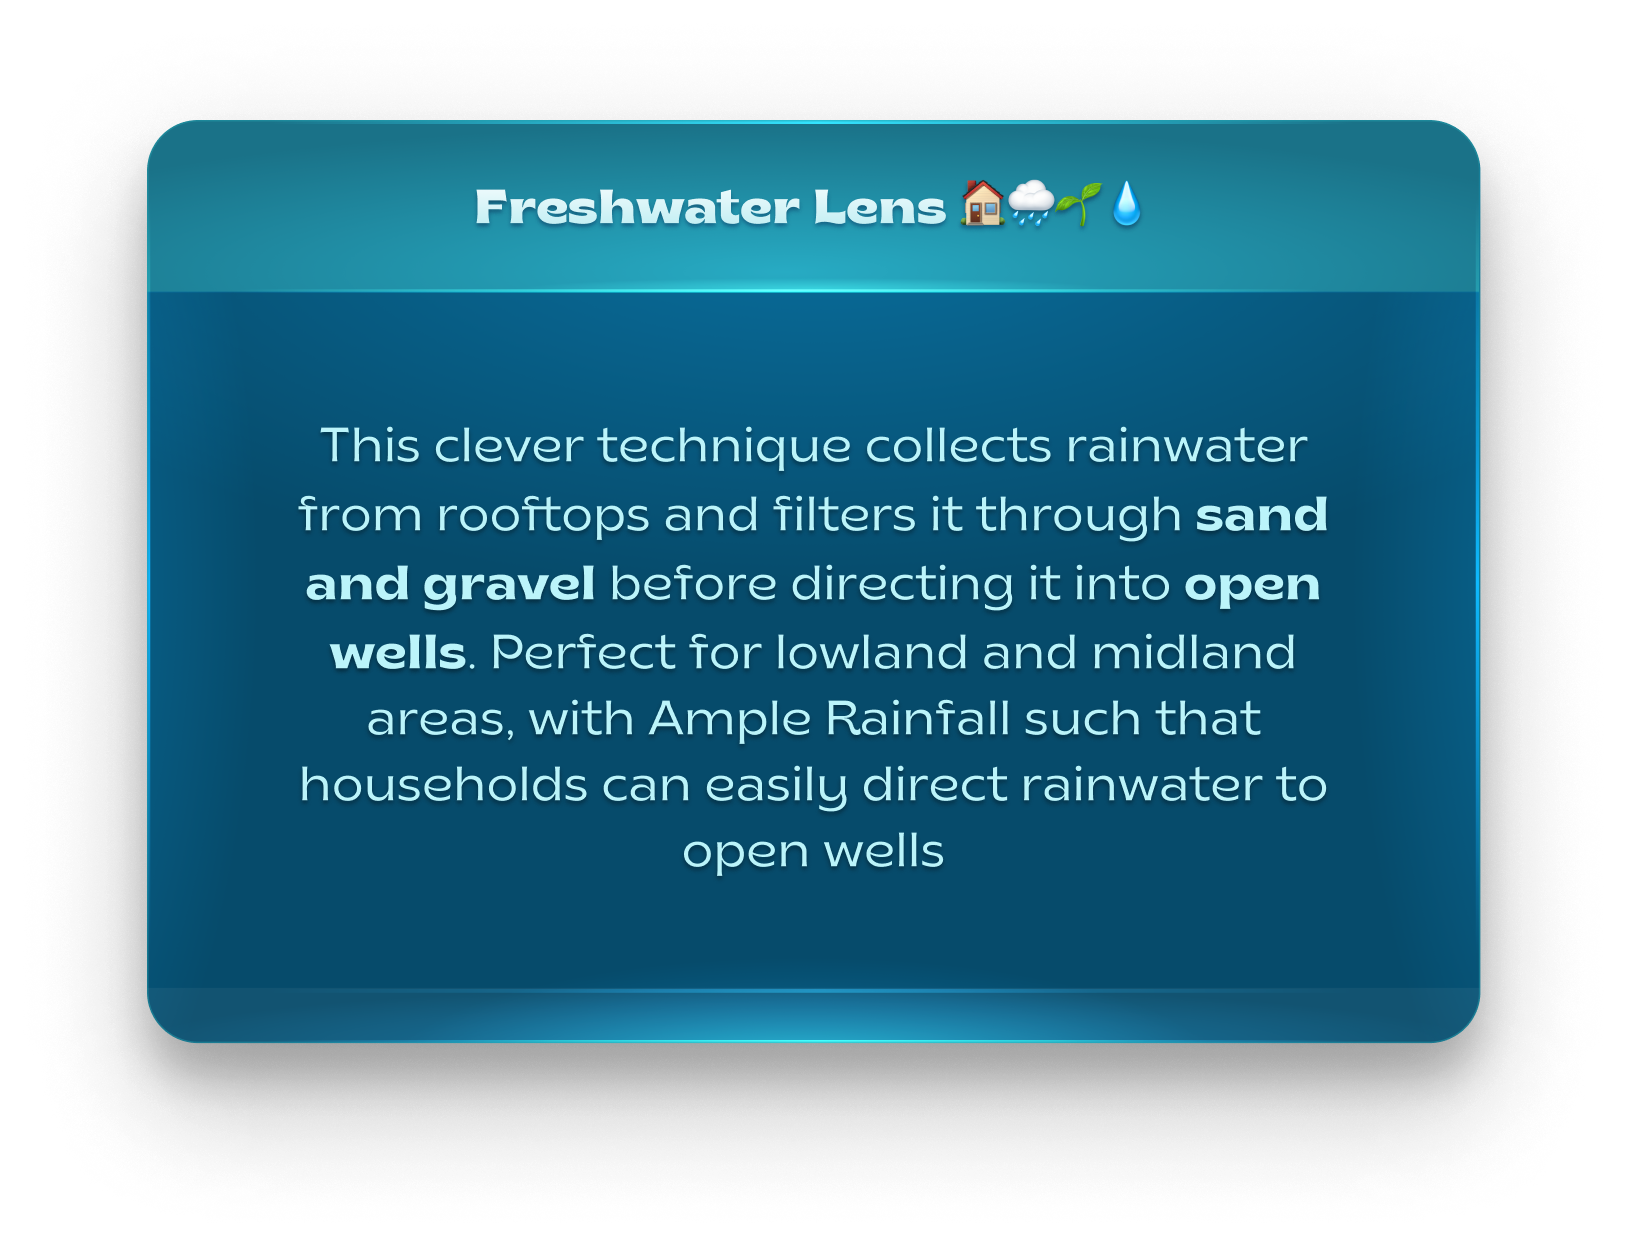 Freshwater Lens 🏠🌧️🌱💧
This clever technique collects rainwater
from rooftops and filters it through sand
and gravel before directing it into open
wells. Perfect for lowland and midland
areas, with Ample Rainfall such that
households can easily direct rainwater to
open wells